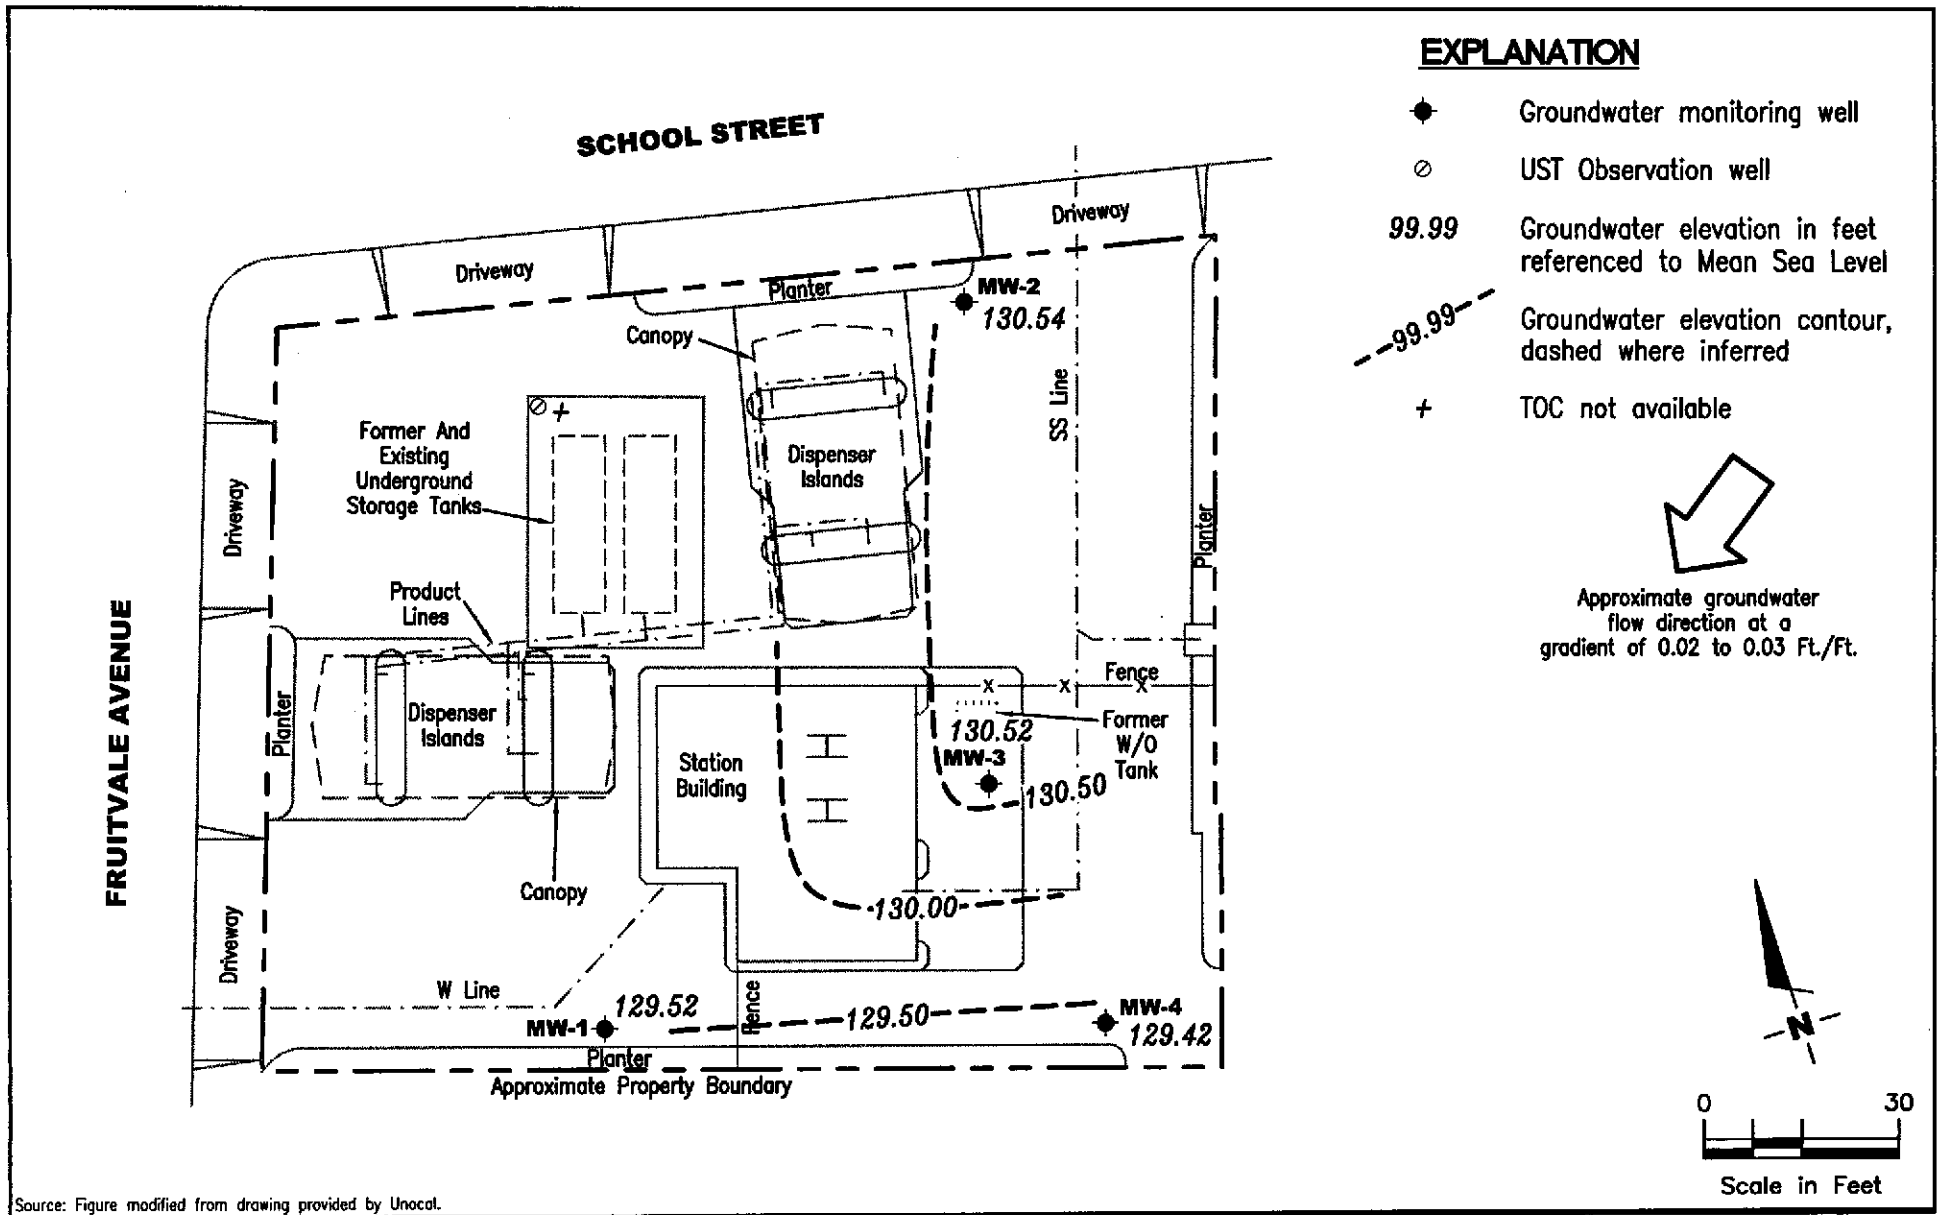 EXPLANATION
Groundwater monitoring well
UST Observation well
99.99 Groundwater elevation in feet
referenced to Mean Sea Level
99.99 Groundwater elevation contour,
dashed where inferred
+ TOC not available
Approximate groundwater
flow direction at a
gradient of 0.02 to 0.03 Ft./Ft.
N
0 30
Scale in Feet
SCHOOL STREET
Driveway
Driveway
Planter
MW-2
130.54
Canopy
SS Line
+
Former And
Existing
Underground
Storage Tanks
Dispenser
Islands
Driveway
Planter
Product
Lines
FRUITVALE AVENUE
Planter
Dispenser
Islands
Station
Building
Fence
x x x
130.52
MW-3
Former
W/O
Tank
130.50
Canopy
130.00
Driveway
W Line
129.52
MW-1
Fence
129.50
MW-4
129.42
Planter
Approximate Property Boundary
Source: Figure modified from drawing provided by Unocal.